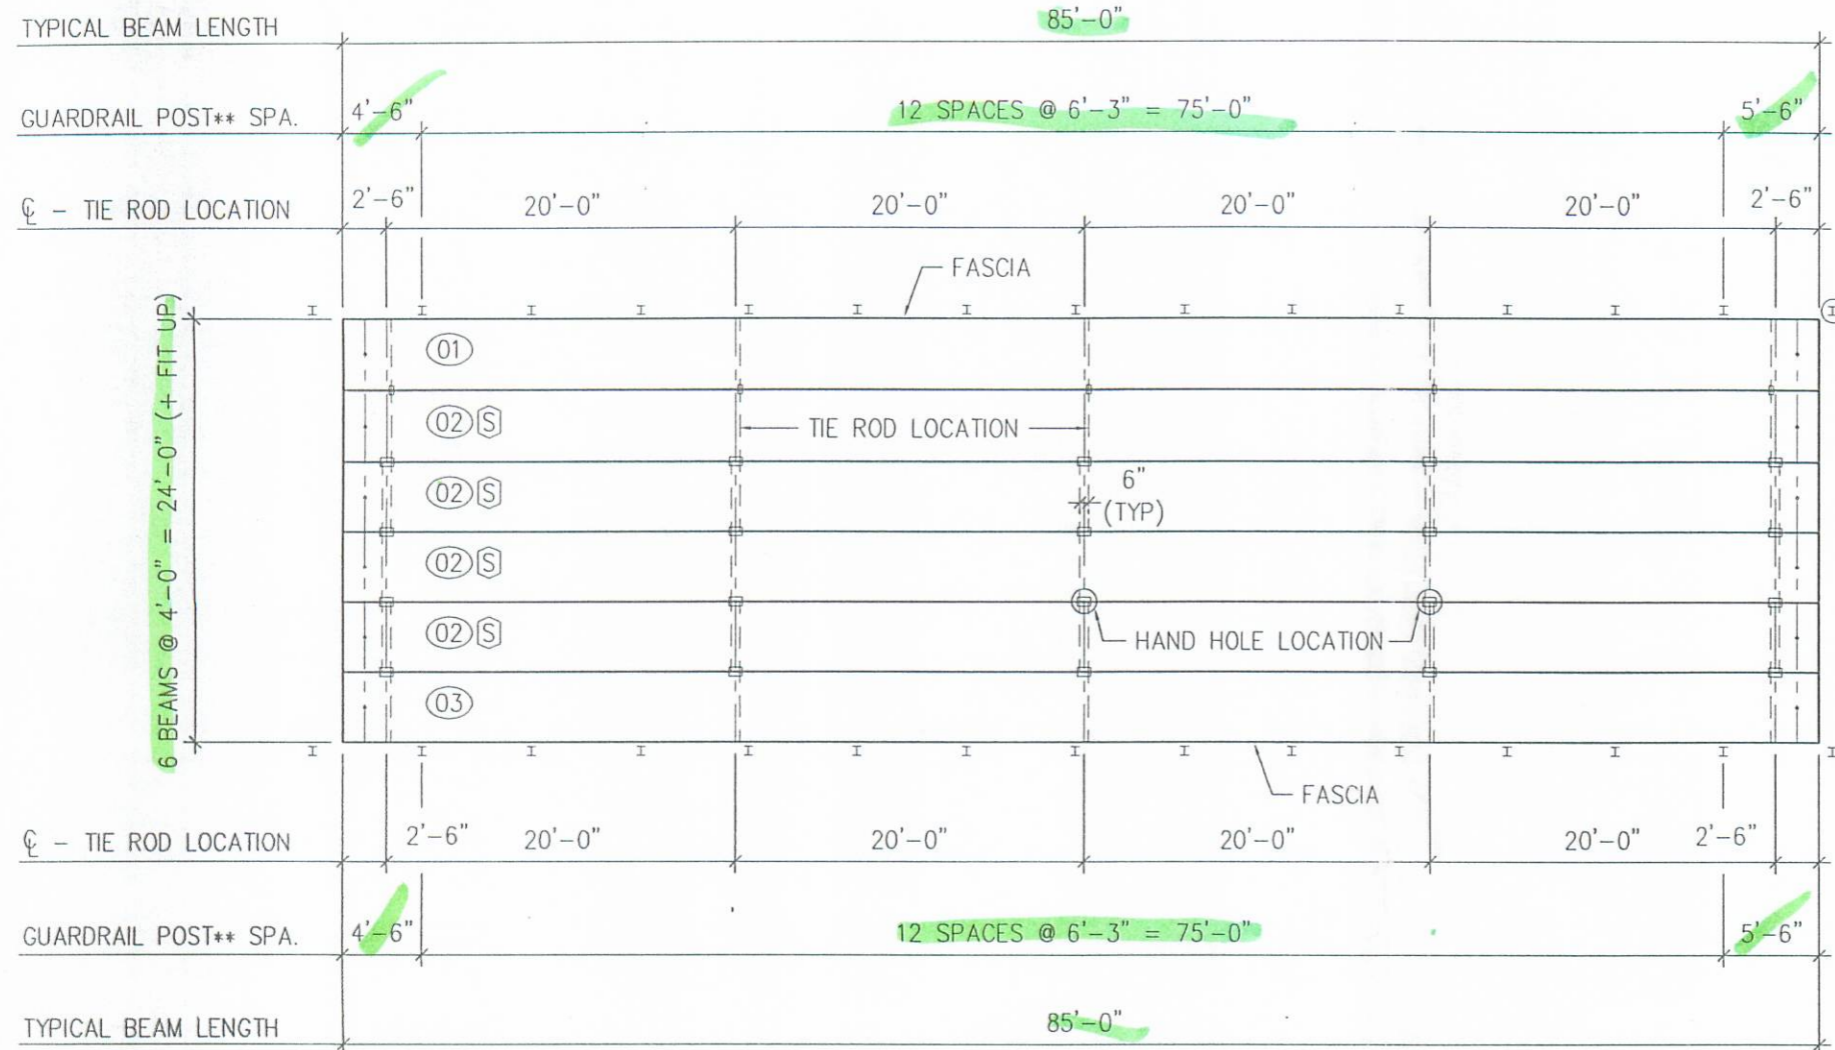 TYPICAL BEAM LENGTH 85'-0"
GUARDRAIL POST** SPA. 4'-6" 12 SPACES @ 6'-3" = 75'-0" 5'-6"
℄ - TIE ROD LOCATION 2'-6" 20'-0" 20'-0" 20'-0" 20'-0" 2'-6"
FASCIA
6 BEAMS @ 4'-0" = 24'-0" (+ FIT UP)
01
02 S TIE ROD LOCATION
02 S 6"
(TYP)
02 S
02 S HAND HOLE LOCATION
03
FASCIA
℄ - TIE ROD LOCATION 2'-6" 20'-0" 20'-0" 20'-0" 20'-0" 2'-6"
GUARDRAIL POST** SPA. 4'-6" 12 SPACES @ 6'-3" = 75'-0" 5'-6"
TYPICAL BEAM LENGTH 85'-0"